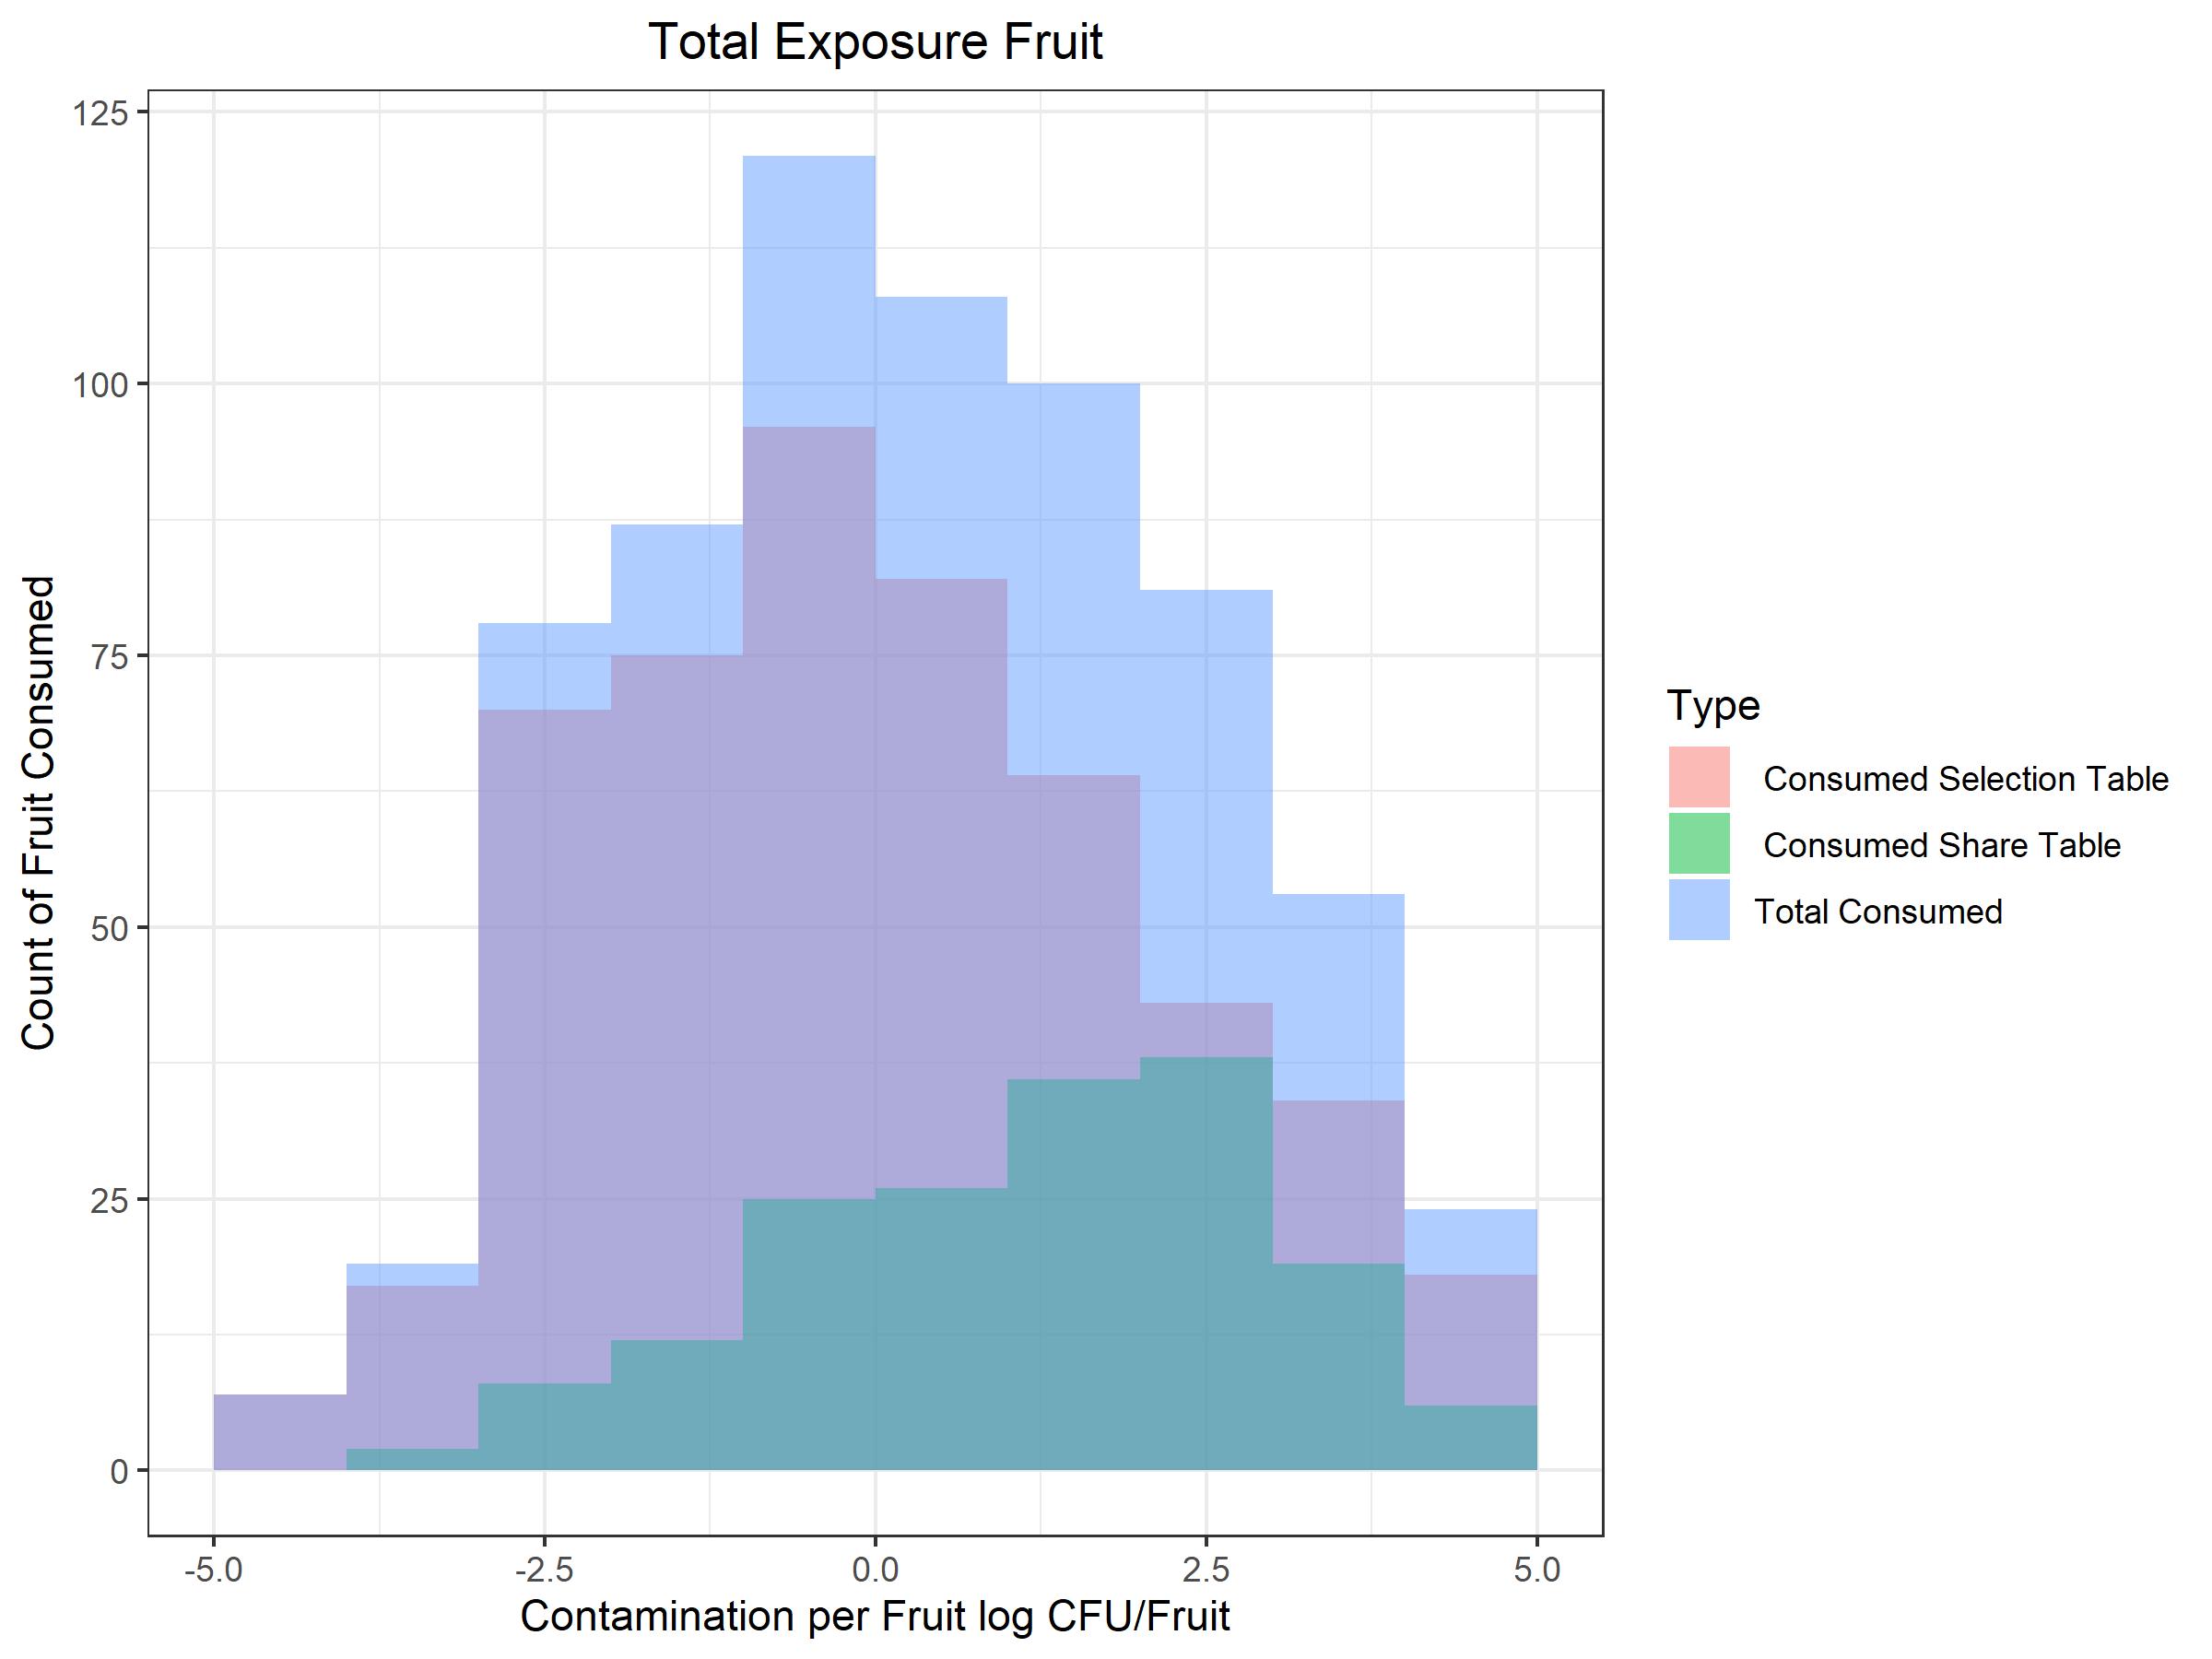 Total Exposure Fruit
125
100
75
50
25
0
Count of Fruit Consumed
-5.0
-2.5
0.0
2.5
5.0
Contamination per Fruit log CFU/Fruit
Type
Consumed Selection Table
Consumed Share Table
Total Consumed